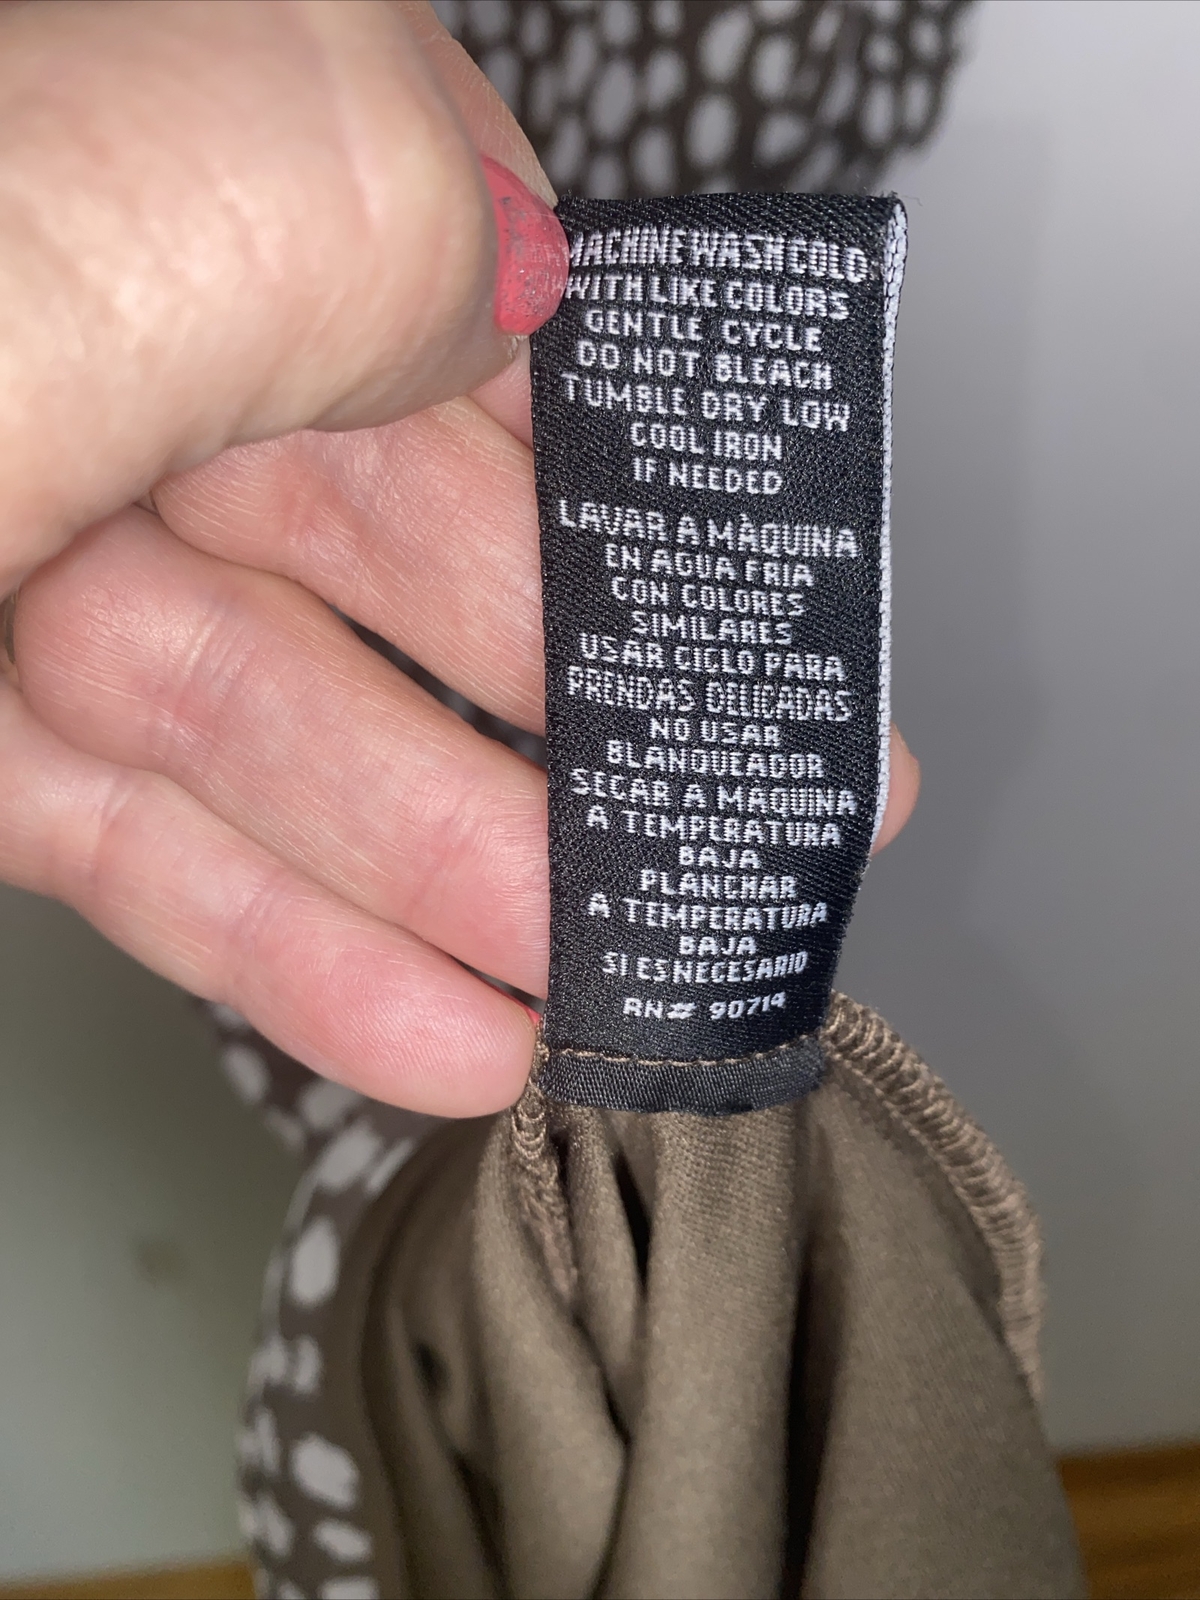 MACHINE WASH COLD
WITH LIKE COLORS
GENTLE CYCLE
DO NOT BLEACH
TUMBLE DRY LOW
COOL IRON
IF NEEDED
LAVAR A MÀQUINA
EN AGUA FRIA
CON COLORES
SIMILARES
USAR CICLO PARA
PRENDAS DELICADAS
NO USAR
BLANQUEADOR
SECAR A MAQUINA
A TEMPERATURA
BAJA
PLANCHAR
A TEMPERATURA
BAJA
SI ES NECESARIO
RN# 90714